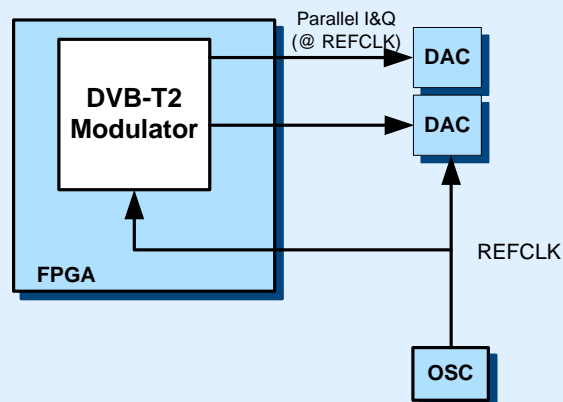 Parallel I&Q
(@ REFCLK)
DAC
DVB-T2
Modulator
DAC
REFCLK
FPGA
OSC